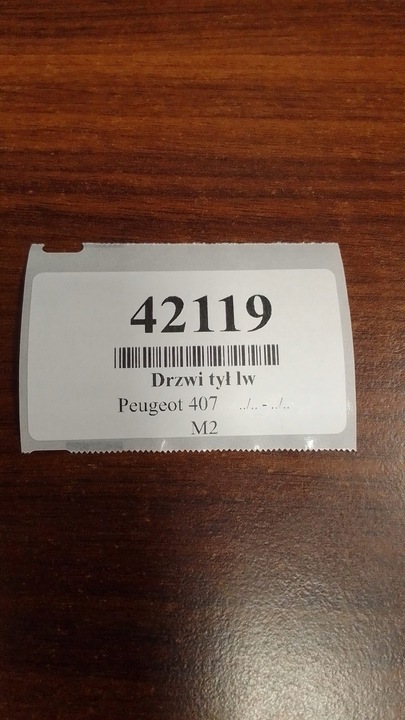 42119
Drzwi tył lw
Peugeot 407 ../.. - ../..
M2